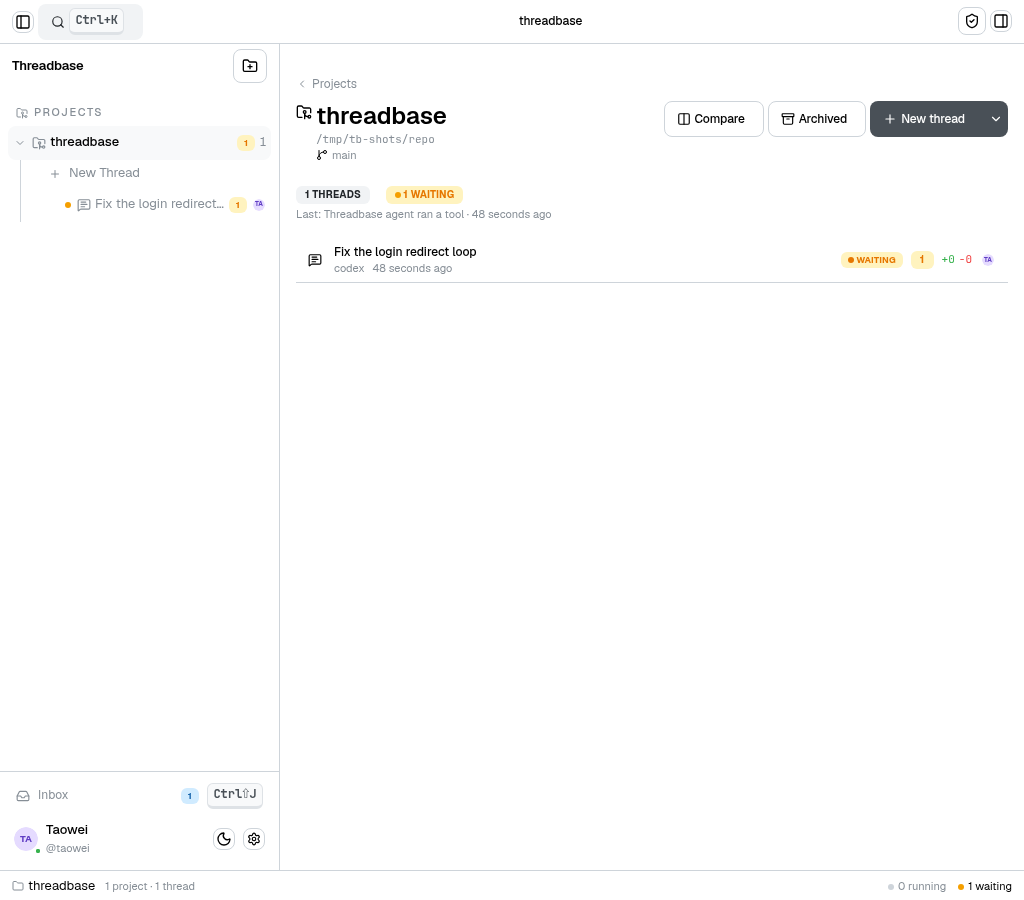 Ctrl+K
threadbase
Threadbase
PROJECTS
threadbase 1 1
New Thread
Fix the login redirect… 1 TA
Inbox 1 Ctrl⇧J
TA Taowei
@taowei
Projects
threadbase
/tmp/tb-shots/repo
main
Compare Archived New thread
1 THREADS 1 WAITING
Last: Threadbase agent ran a tool · 48 seconds ago
Fix the login redirect loop
codex 48 seconds ago
WAITING 1 +0 -0 TA
threadbase 1 project · 1 thread
0 running 1 waiting